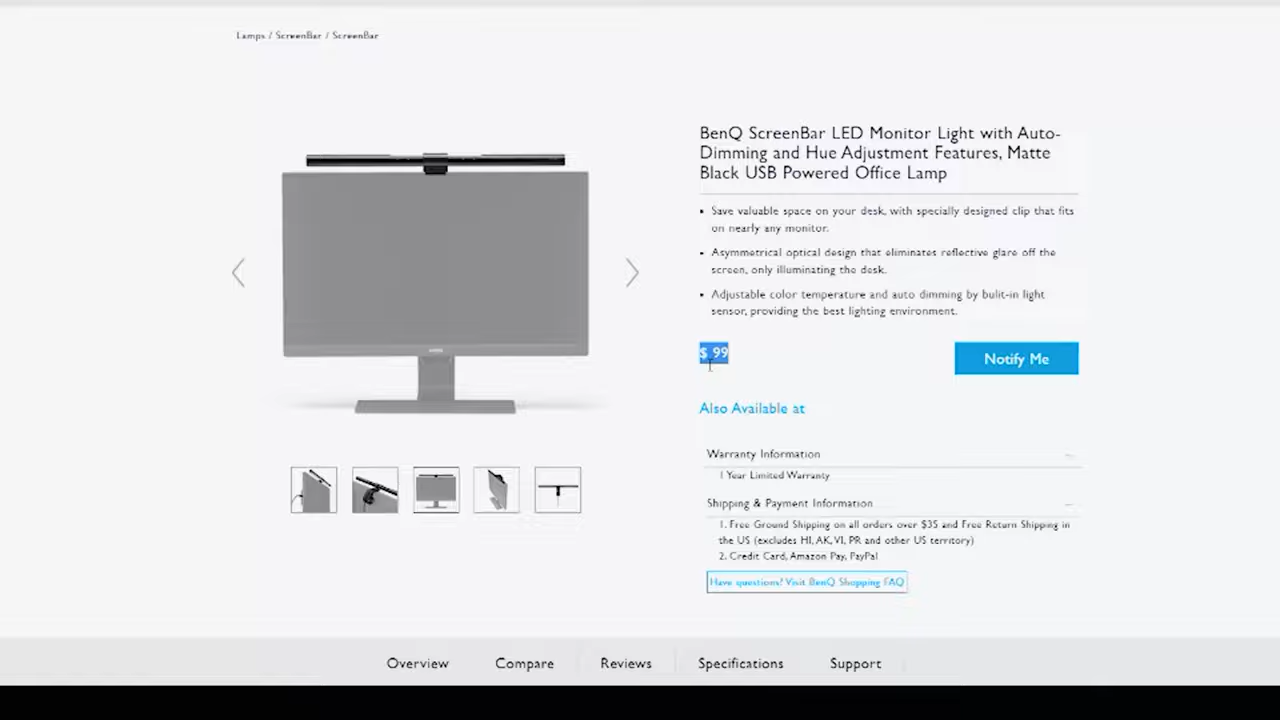 Lamps / ScreenBar / ScreenBar
BenQ ScreenBar LED Monitor Light with Auto-
Dimming and Hue Adjustment Features, Matte
Black USB Powered Office Lamp
Save valuable space on your desk, with specially designed clip that fits
on nearly any monitor.
Asymmetrical optical design that eliminates reflective glare off the
screen, only illuminating the desk.
Adjustable color temperature and auto dimming by bulit-in light
sensor, providing the best lighting environment.
$ 99
Notify Me
Also Available at
Warranty Information
1 Year Limited Warranty
Shipping & Payment Information
1. Free Ground Shipping on all orders over $35 and Free Return Shipping in
the US (excludes HI, AK, VI, PR and other US territory)
2. Credit Card, Amazon Pay, PayPal
Have questions? Visit BenQ Shopping FAQ
Overview Compare Reviews Specifications Support